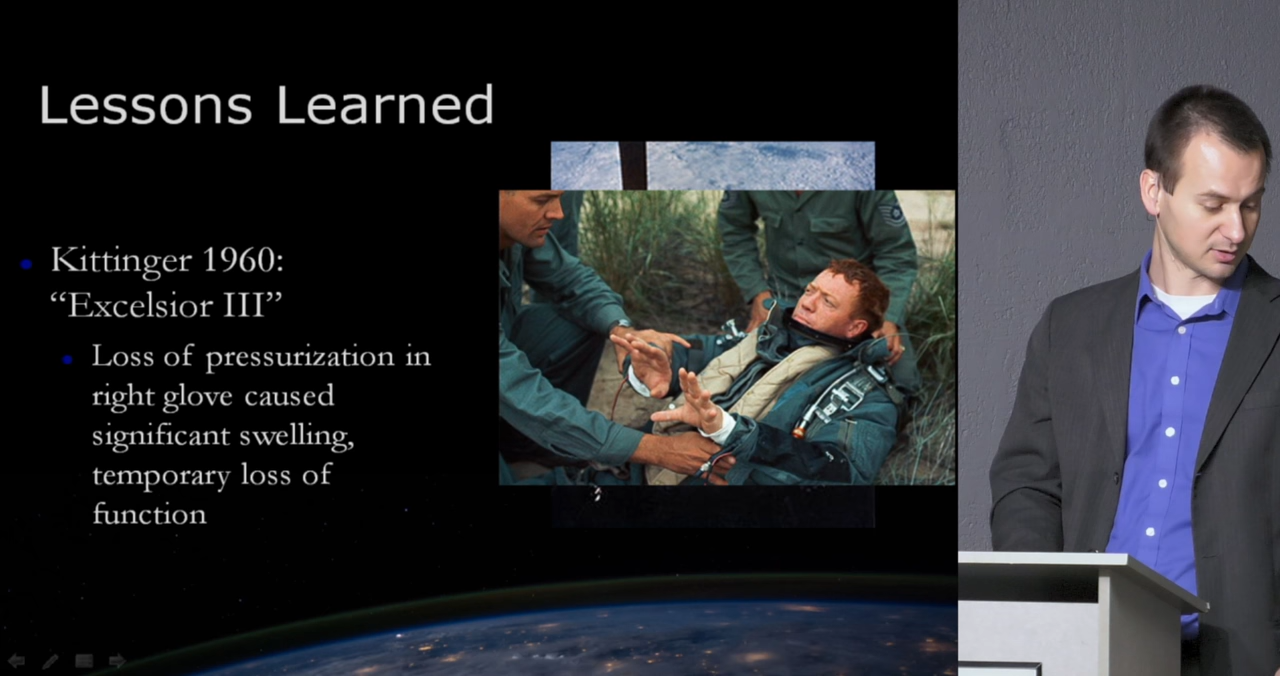 Lessons Learned
Kittinger 1960:
“Excelsior III”
Loss of pressurization in
right glove caused
significant swelling,
temporary loss of
function